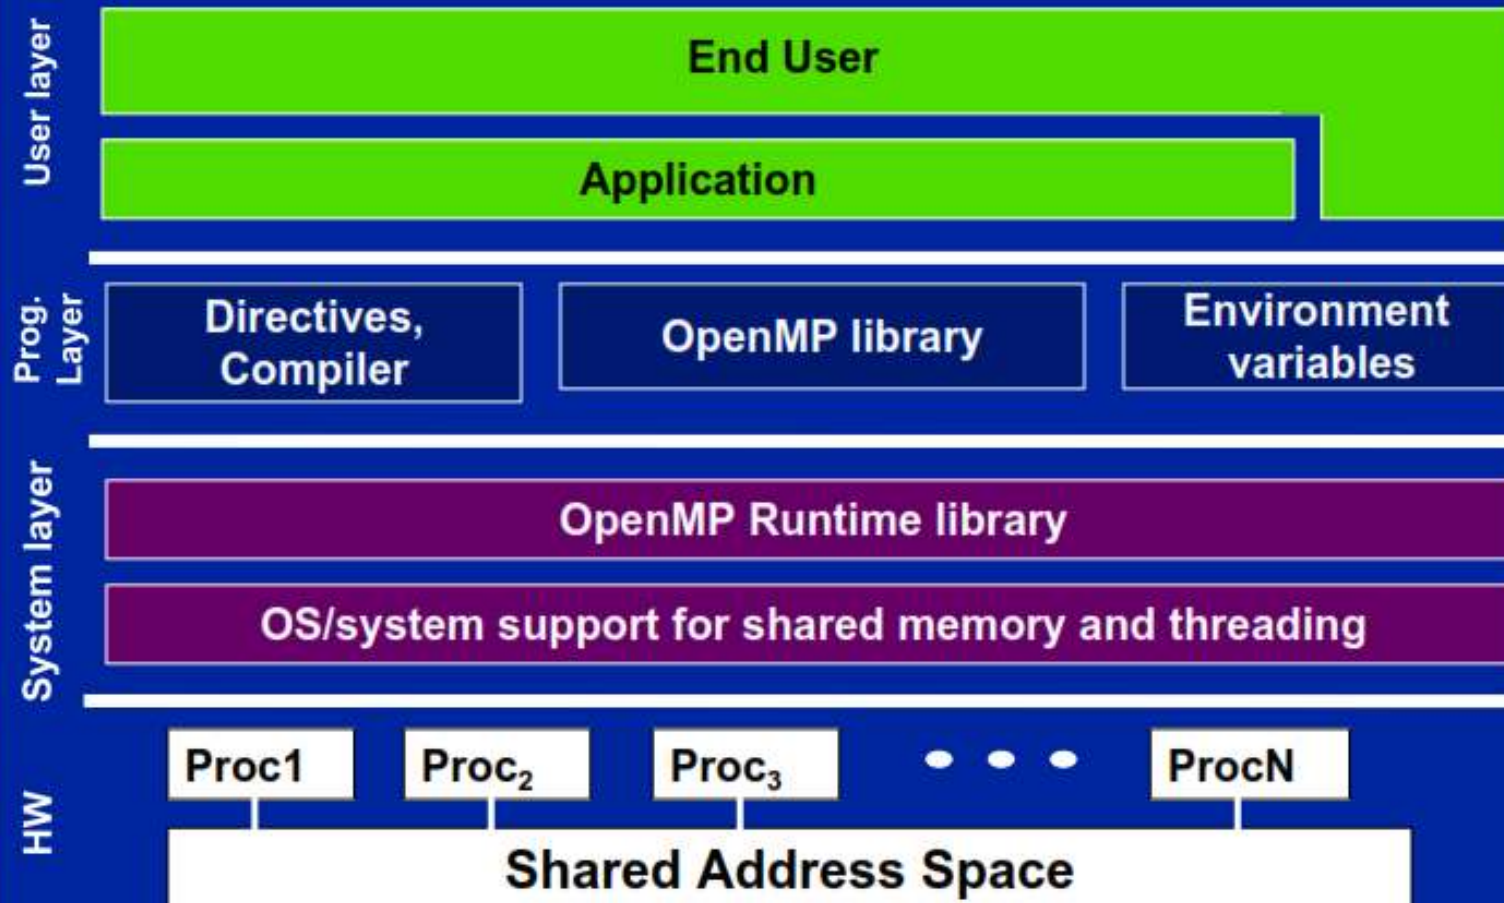 User layer
End User
Application
Prog.
Layer
Directives,
Compiler
OpenMP library
Environment
variables
System layer
OpenMP Runtime library
OS/system support for shared memory and threading
HW
Proc1
Proc₂
Proc₃
ProcN
Shared Address Space